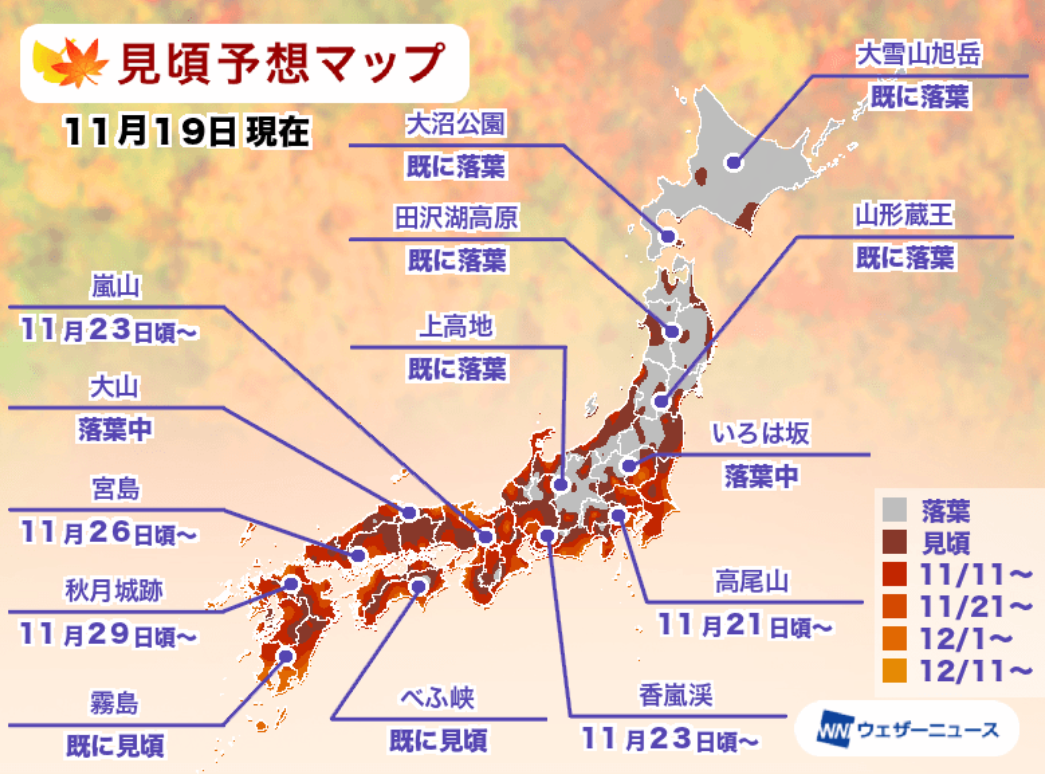 見頃予想マップ
11月19日現在
大雪山旭岳
既に落葉
大沼公園
既に落葉
田沢湖高原
既に落葉
山形蔵王
既に落葉
嵐山
11月23日頃～
上高地
既に落葉
大山
落葉中
いろは坂
落葉中
宮島
11月26日頃～
秋月城跡
11月29日頃～
高尾山
11月21日頃～
霧島
既に見頃
べふ峡
既に見頃
香嵐渓
11月23日頃～
落葉
見頃
11/11～
11/21～
12/1～
12/11～
WN ウェザーニュース